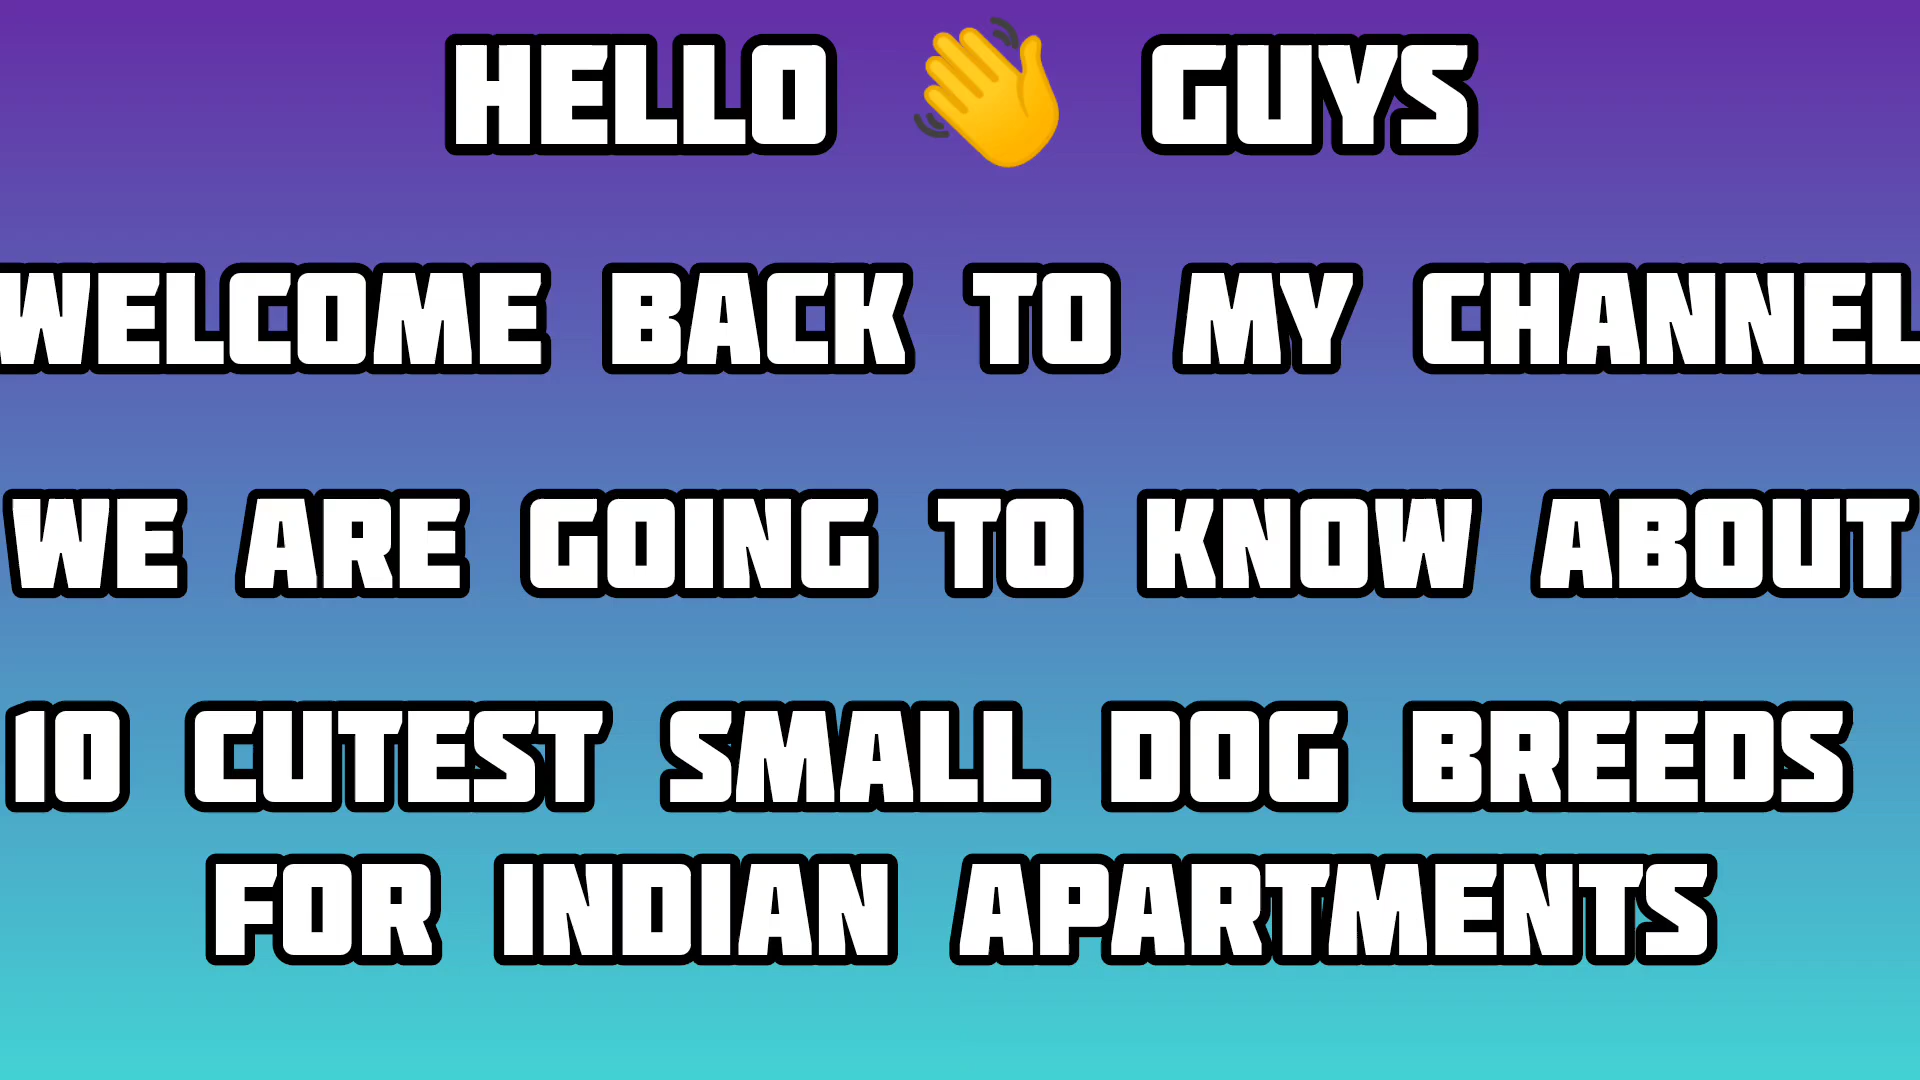 HELLO 👋 GUYS
WELCOME BACK TO MY CHANNEL
WE ARE GOING TO KNOW ABOUT
10 CUTEST SMALL DOG BREEDS
FOR INDIAN APARTMENTS